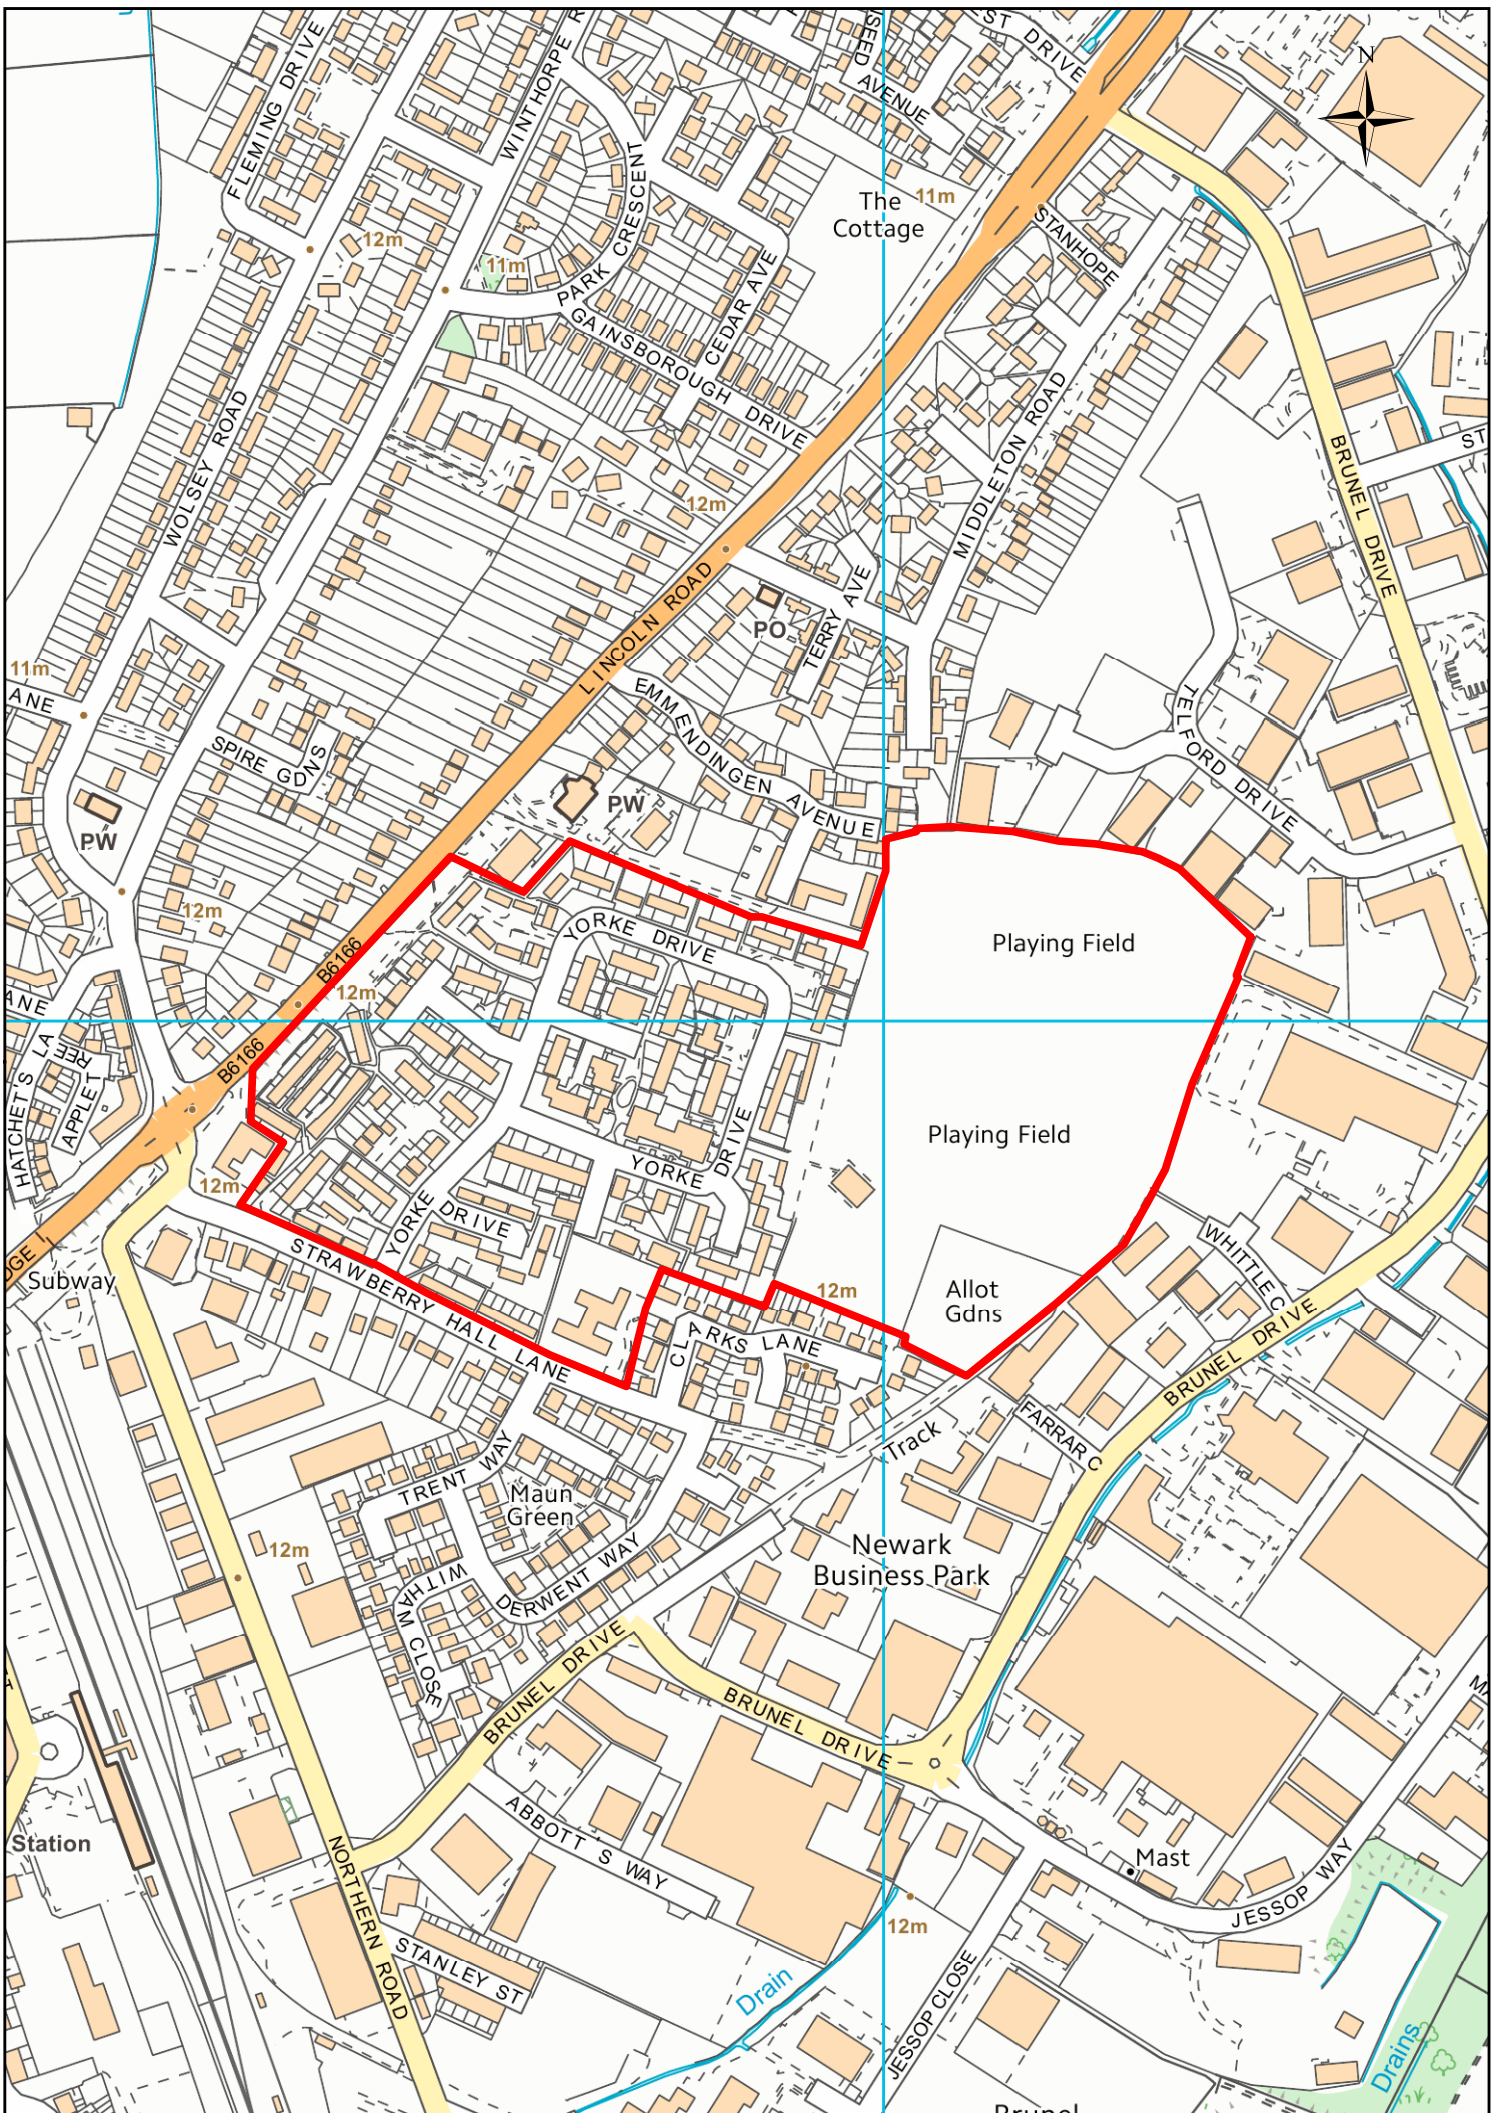 FLEMING DRIVE
WINTHORPE R
AVENUE
EST DRIVE
N
12m
11m
PARK CRESCENT
The
Cottage
11m
STANHOPE
GAINSBOROUGH DRIVE
CEDAR AVE
WOLSEY ROAD
MIDDLETON ROAD
BRUNEL DRIVE
ST
12m
LINCOLN ROAD
PO
TERRY AVE
11m
ANE
EMMENDINGEN AVENUE
SPIRE GDNS
TELFORD DRIVE
PW
PW
12m
YORKE DRIVE
Playing Field
B6166
12m
ANE
HATCHET'S LA
APPLET
REE
B6166
Playing Field
YORKE DRIVE
12m
YORKE DRIVE
WHITTLE C
DGE
Subway
STRAWBERRY HALL LANE
12m
Allot
Gdns
CLARKS LANE
BRUNEL DRIVE
FARRAR C
Track
TRENT WAY
Maun
Green
12m
WITHAM CLOSE
DERWENT WAY
Newark
Business Park
BRUNEL DRIVE
BRUNEL DRIVE
Station
ABBOTT S WAY
Mast
JESSOP WAY
NORTHERN ROAD
12m
STANLEY ST
Drain
JESSOP CLOSE
Drains